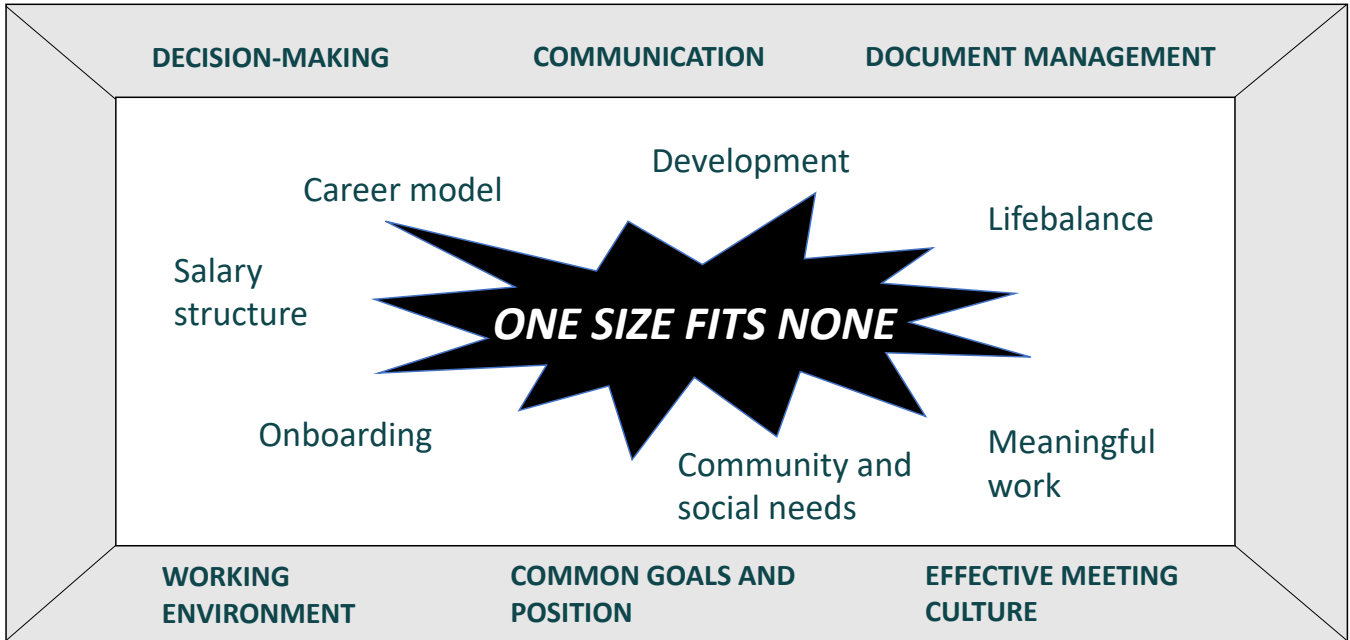 DECISION-MAKING
COMMUNICATION
DOCUMENT MANAGEMENT
Development
Career model
Lifebalance
Salary
structure
ONE SIZE FITS NONE
Onboarding
Community and
social needs
Meaningful
work
WORKING
ENVIRONMENT
COMMON GOALS AND
POSITION
EFFECTIVE MEETING
CULTURE